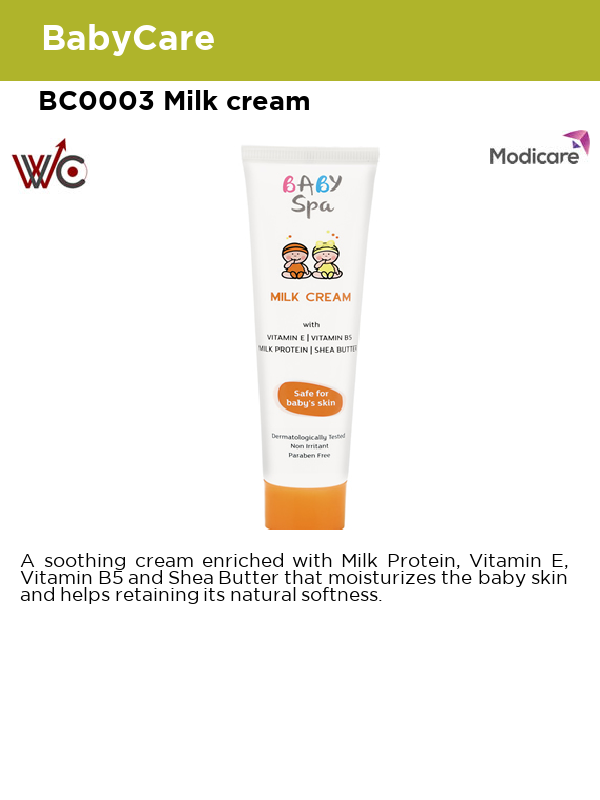 BabyCare
BC0003 Milk cream
WC
Modicare
BABY
Spa
MILK CREAM
with
VITAMIN E | VITAMIN B5
MILK PROTEIN | SHEA BUTTER
Safe for
baby's skin
Dermatologicallly Tested
Non Irritant
Paraben Free
A soothing cream enriched with Milk Protein, Vitamin E,
Vitamin B5 and Shea Butter that moisturizes the baby skin
and helps retaining its natural softness.